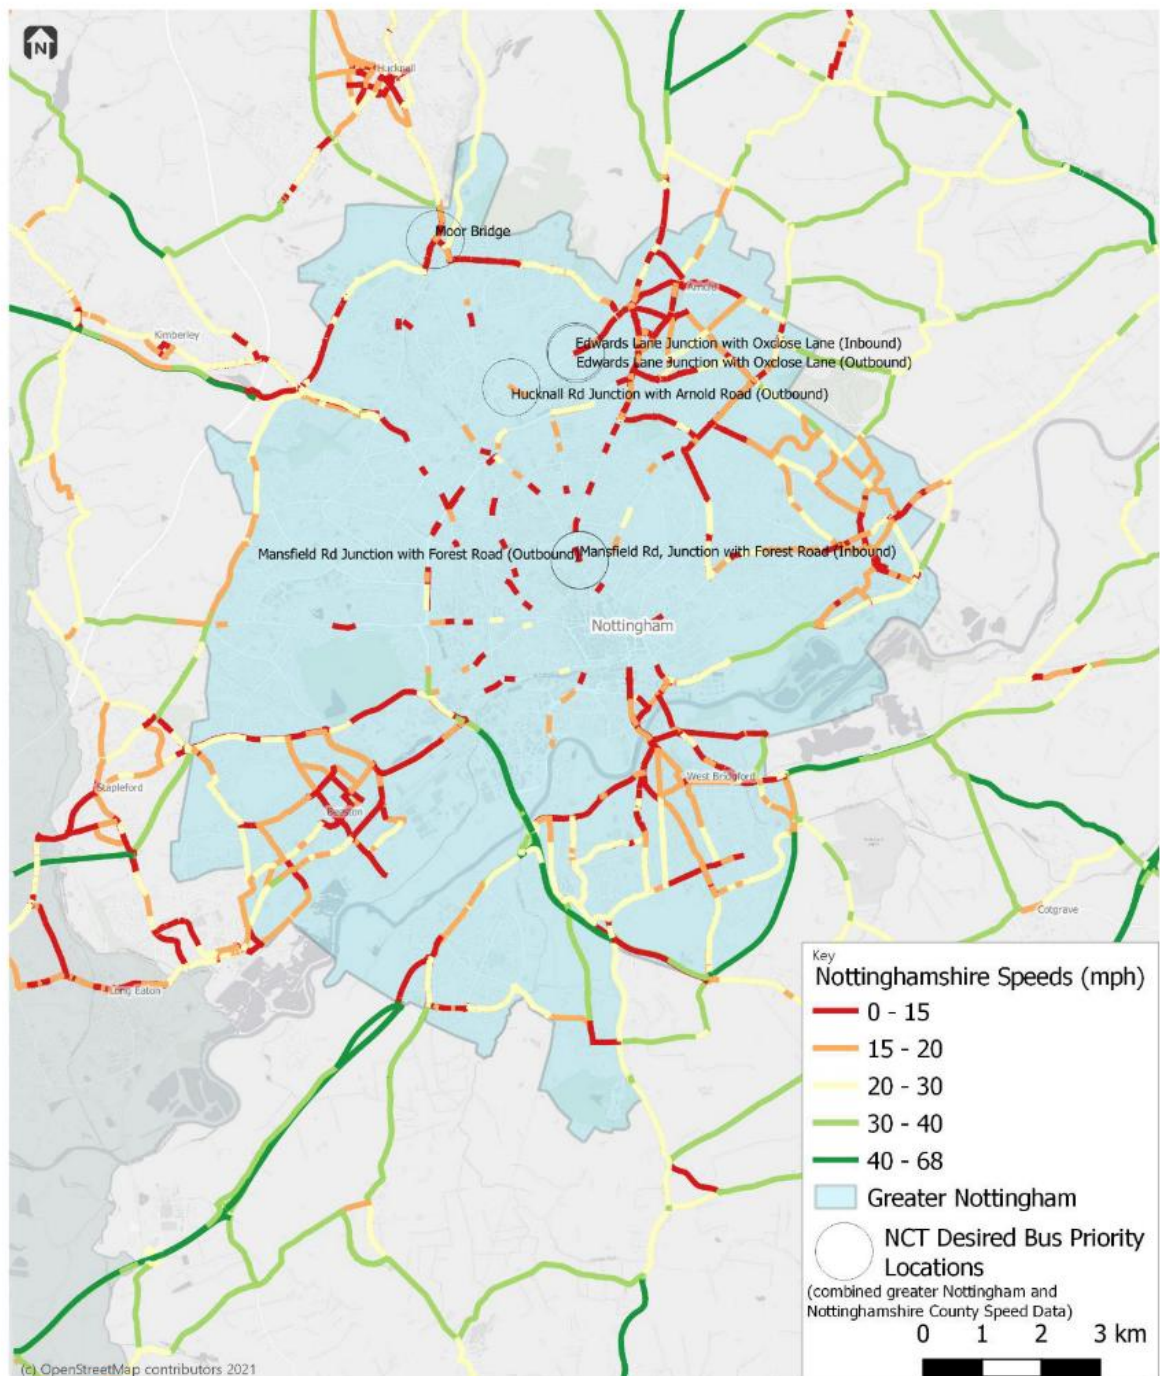 N
Hucknall
Moor Bridge
Arnold
Kimberley
Edwards Lane Junction with Oxclose Lane (Inbound)
Edwards Lane Junction with Oxclose Lane (Outbound)
Hucknall Rd Junction with Arnold Road (Outbound)
Mansfield Rd Junction with Forest Road (Outbound)
Mansfield Rd, Junction with Forest Road (Inbound)
Nottingham
West Bridgford
Stapleford
Beeston
Cotgrave
Long Eaton
Key
Nottinghamshire Speeds (mph)
0 - 15
15 - 20
20 - 30
30 - 40
40 - 68
Greater Nottingham
NCT Desired Bus Priority
Locations
(combined greater Nottingham and
Nottinghamshire County Speed Data)
0 1 2 3 km
(c) OpenStreetMap contributors 2021